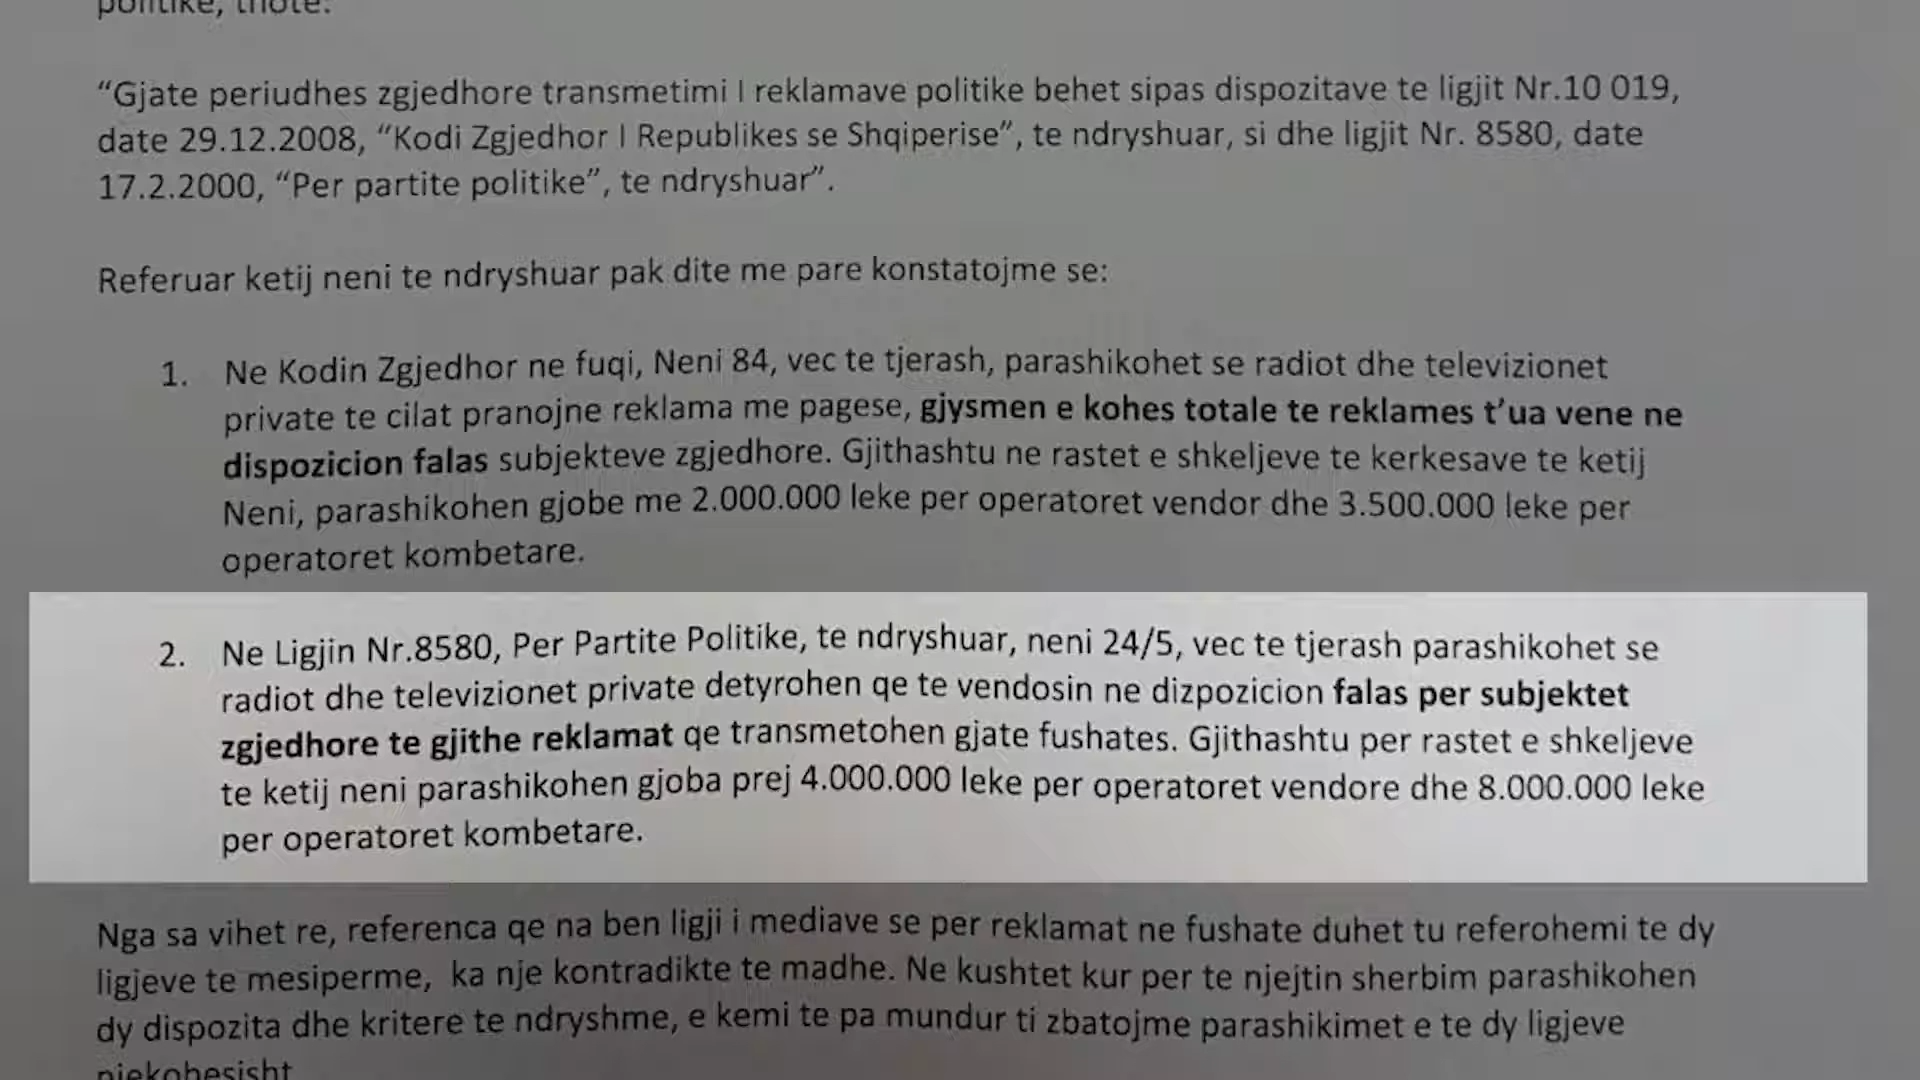 politike, thote:
“Gjate periudhes zgjedhore transmetimi I reklamave politike behet sipas dispozitave te ligjit Nr.10 019,
date 29.12.2008, “Kodi Zgjedhor I Republikes se Shqiperise”, te ndryshuar, si dhe ligjit Nr. 8580, date
17.2.2000, “Per partite politike”, te ndryshuar”.
Referuar ketij neni te ndryshuar pak dite me pare konstatojme se:
1. Ne Kodin Zgjedhor ne fuqi, Neni 84, vec te tjerash, parashikohet se radiot dhe televizionet
private te cilat pranojne reklama me pagese, gjysmen e kohes totale te reklames t’ua vene ne
dispozicion falas subjekteve zgjedhore. Gjithashtu ne rastet e shkeljeve te kerkesave te ketij
Neni, parashikohen gjobe me 2.000.000 leke per operatoret vendor dhe 3.500.000 leke per
operatoret kombetare.
2. Ne Ligjin Nr.8580, Per Partite Politike, te ndryshuar, neni 24/5, vec te tjerash parashikohet se
radiot dhe televizionet private detyrohen qe te vendosin ne dizpozicion falas per subjektet
zgjedhore te gjithe reklamat qe transmetohen gjate fushates. Gjithashtu per rastet e shkeljeve
te ketij neni parashikohen gjoba prej 4.000.000 leke per operatoret vendore dhe 8.000.000 leke
per operatoret kombetare.
Nga sa vihet re, referenca qe na ben ligji i mediave se per reklamat ne fushate duhet tu referohemi te dy
ligjeve te mesiperme, ka nje kontradikte te madhe. Ne kushtet kur per te njejtin sherbim parashikohen
dy dispozita dhe kritere te ndryshme, e kemi te pa mundur ti zbatojme parashikimet e te dy ligjeve
njekohesisht